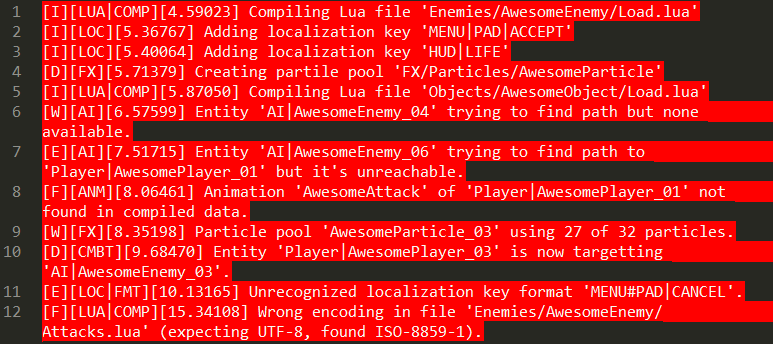 1 [I][LUA|COMP][4.59023] Compiling Lua file 'Enemies/AwesomeEnemy/Load.lua'
2 [I][LOC][5.36767] Adding localization key 'MENU|PAD|ACCEPT'
3 [I][LOC][5.40064] Adding localization key 'HUD|LIFE'
4 [D][FX][5.71379] Creating partile pool 'FX/Particles/AwesomeParticle'
5 [I][LUA|COMP][5.87050] Compiling Lua file 'Objects/AwesomeObject/Load.lua'
6 [W][AI][6.57599] Entity 'AI|AwesomeEnemy_04' trying to find path but none
available.
7 [E][AI][7.51715] Entity 'AI|AwesomeEnemy_06' trying to find path to
'Player|AwesomePlayer_01' but it's unreachable.
8 [F][ANM][8.06461] Animation 'AwesomeAttack' of 'Player|AwesomePlayer_01' not
found in compiled data.
9 [W][FX][8.35198] Particle pool 'AwesomeParticle_03' using 27 of 32 particles.
10 [D][CMBT][9.68470] Entity 'Player|AwesomePlayer_03' is now targetting
'AI|AwesomeEnemy_03'.
11 [E][LOC|FMT][10.13165] Unrecognized localization key format 'MENU#PAD|CANCEL'.
12 [F][LUA|COMP][15.34108] Wrong encoding in file 'Enemies/AwesomeEnemy/
Attacks.lua' (expecting UTF-8, found ISO-8859-1).